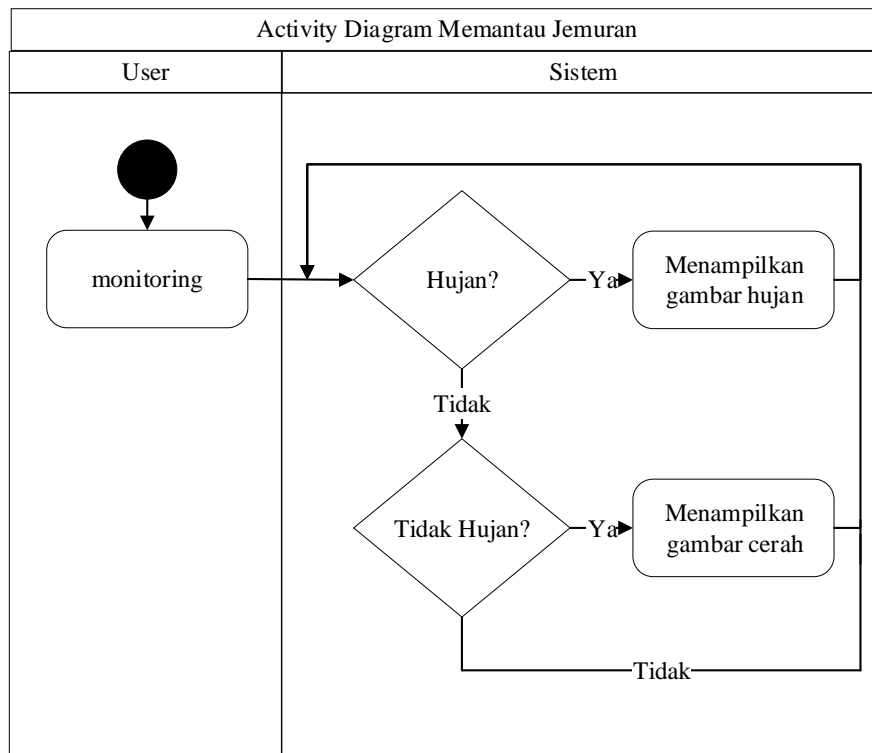 Activity Diagram Memantau Jemuran
User
Sistem
monitoring
Hujan?
Ya
Menampilkan
gambar hujan
Tidak
Tidak Hujan?
Ya
Menampilkan
gambar cerah
Tidak